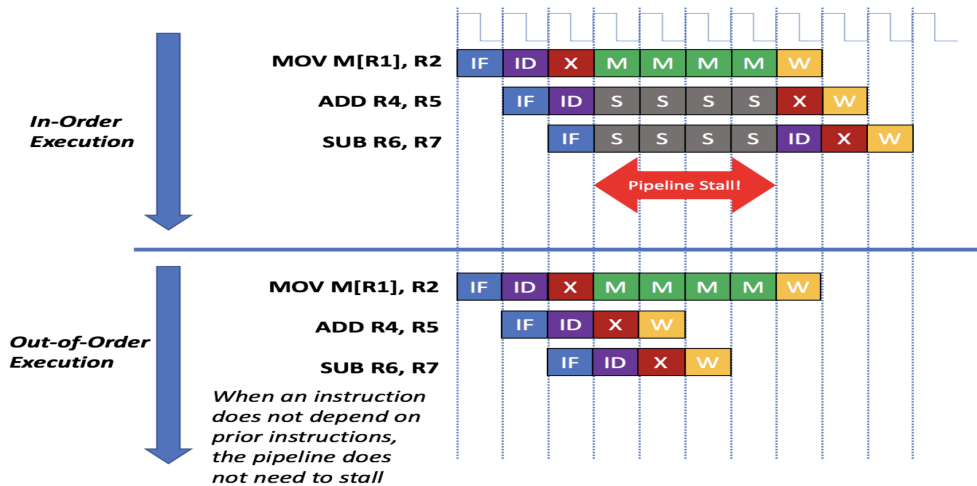 MOV M[R1], R2 IF ID X M M M M W
ADD R4, R5 IF ID S S S S X W
In-Order
Execution
SUB R6, R7 IF S S S S ID X W
Pipeline Stall!
MOV M[R1], R2 IF ID X M M M M W
ADD R4, R5 IF ID X W
Out-of-Order
Execution
SUB R6, R7 IF ID X W
When an instruction
does not depend on
prior instructions,
the pipeline does
not need to stall